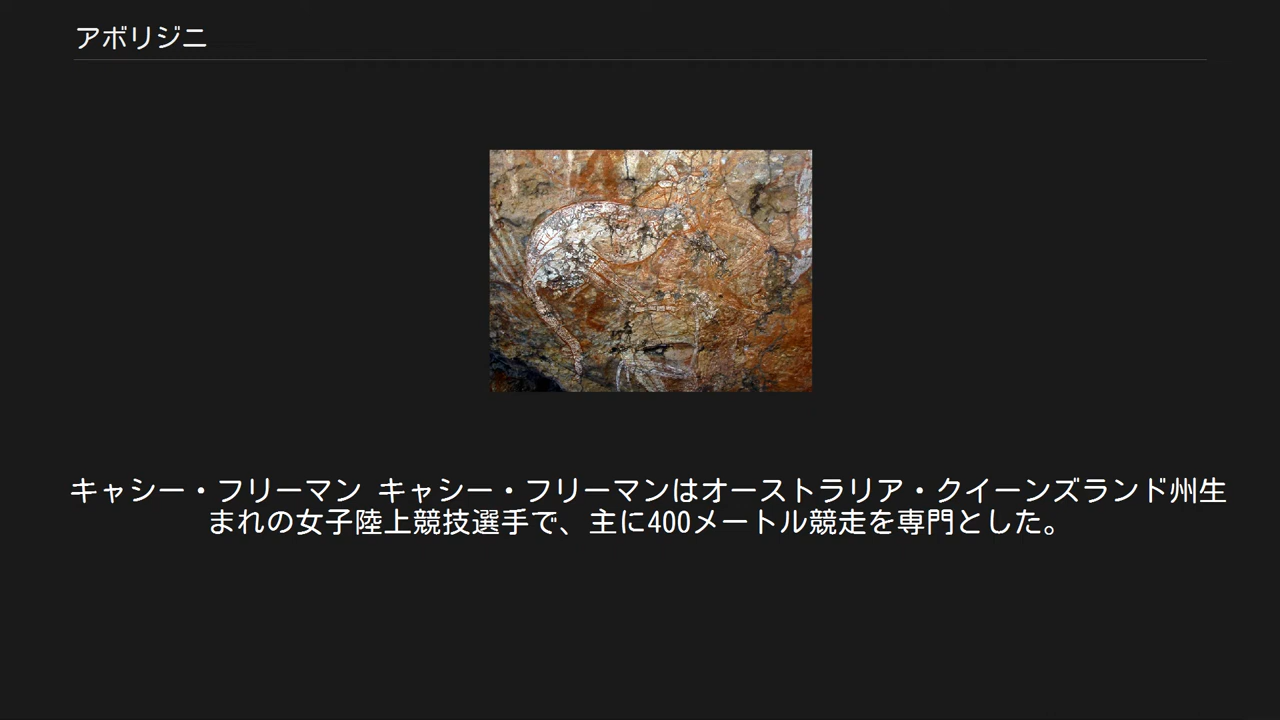 アボリジニ
キャシー・フリーマン キャシー・フリーマンはオーストラリア・クイーンズランド州生
まれの女子陸上競技選手で、主に400メートル競走を専門とした。